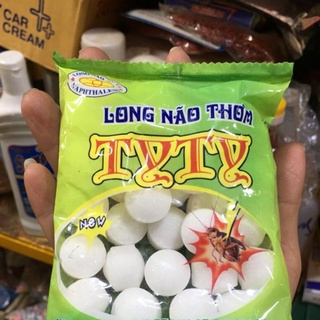 CAR
CREAM
NAPHTHALENE
LONG NÃO THƠM
TYTY
NEW